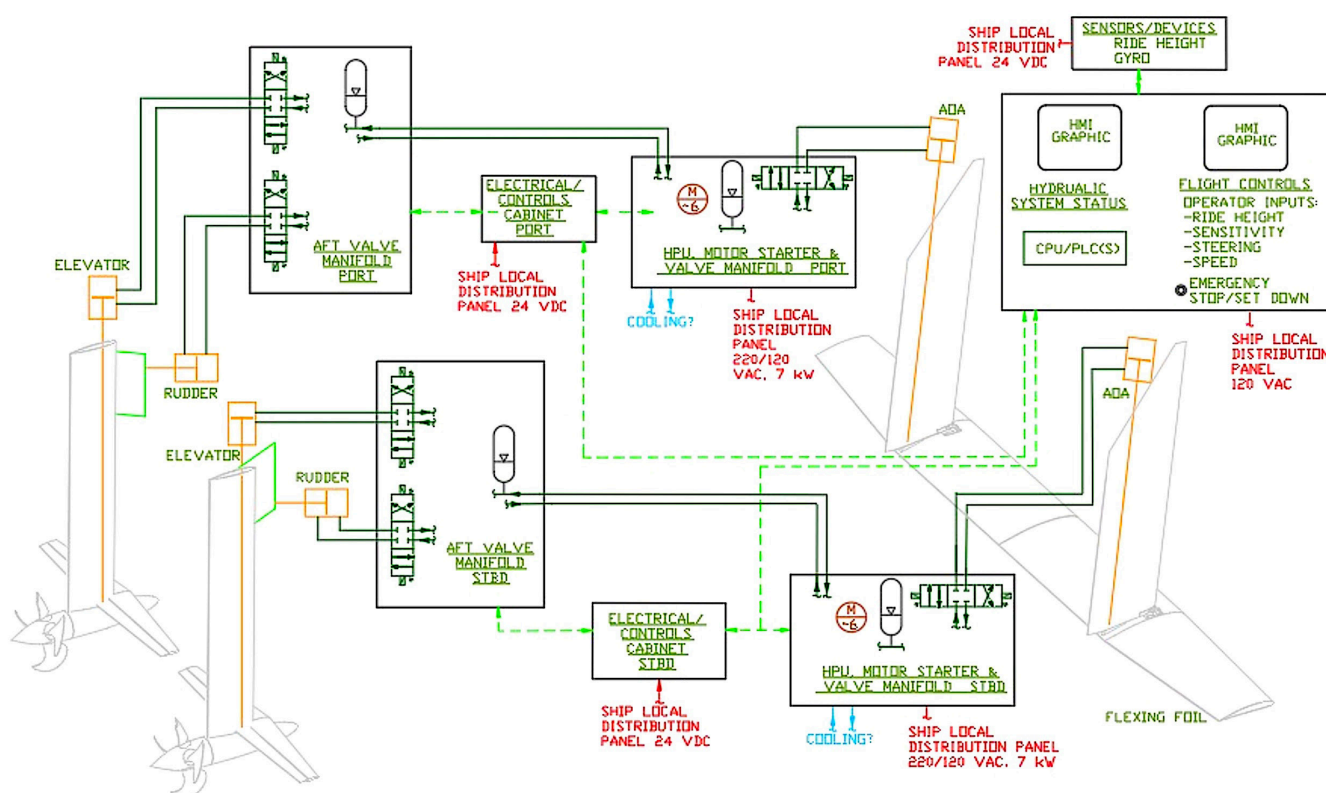 SHIP LOCAL
DISTRIBUTION
PANEL 24 VDC
SENSORS/DEVICES
RIDE HEIGHT
GYRO
AOA
HMI
GRAPHIC
HMI
GRAPHIC
HYDRUALIC
SYSTEM STATUS
CPU/PLC(S)
FLIGHT CONTROLS
OPERATOR INPUTS:
-RIDE HEIGHT
-SENSITIVITY
-STEERING
-SPEED
EMERGENCY
STOP/SET DOWN
SHIP LOCAL
DISTRIBUTION
PANEL
120 VAC
ELECTRICAL/
CONTROLS
CABINET
PORT
M
~6
AFT VALVE
MANIFOLD
PORT
HPU, MOTOR STARTER &
VALVE MANIFOLD PORT
ELEVATOR
SHIP LOCAL
DISTRIBUTION
PANEL 24 VDC
COOLING?
SHIP LOCAL
DISTRIBUTION
PANEL
220/120
VAC, 7 kW
RUDDER
AOA
ELEVATOR
RUDDER
AFT VALVE
MANIFOLD
STBD
ELECTRICAL/
CONTROLS
CABINET
STBD
M
~6
HPU, MOTOR STARTER &
VALVE MANIFOLD STBD
SHIP LOCAL
DISTRIBUTION
PANEL 24 VDC
COOLING?
SHIP LOCAL
DISTRIBUTION PANEL
220/120 VAC, 7 kW
FLEXING FOIL